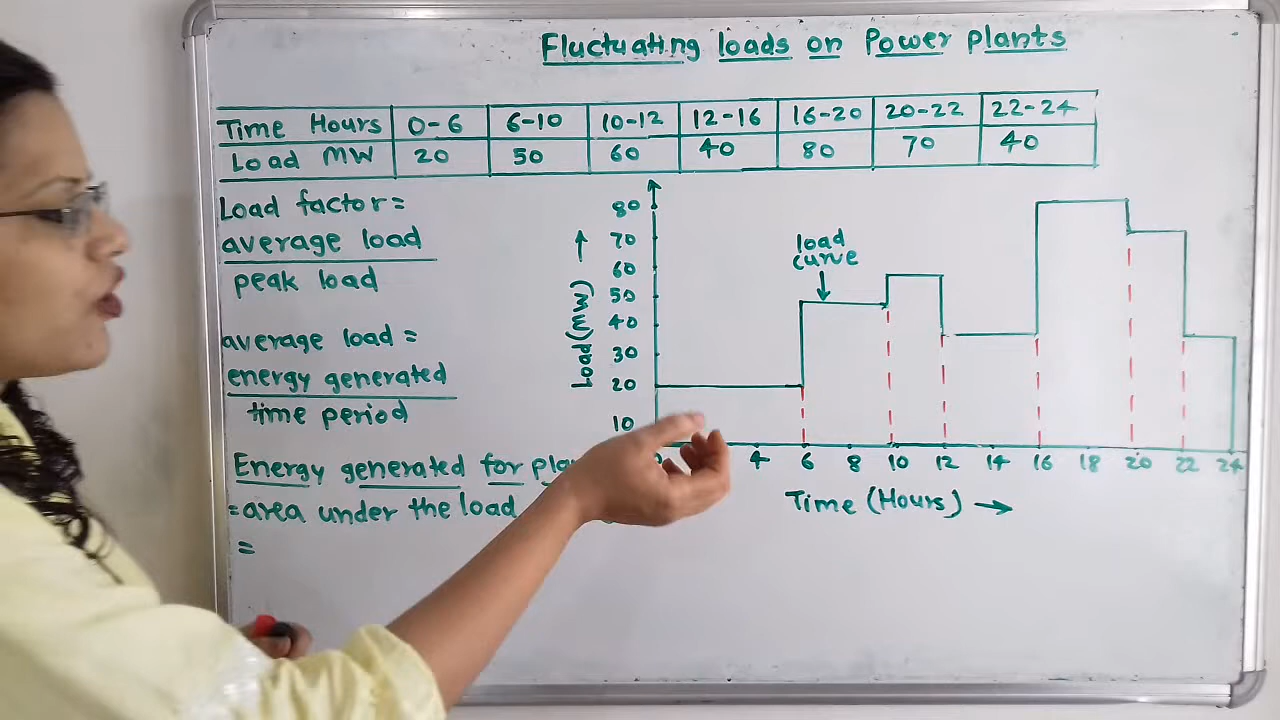 Fluctuating loads on Power plants
Time Hours 0-6 6-10 10-12 12-16 16-20 20-22 22-24
Load MW 20 50 60 40 80 70 40
Load factor=
average load
peak load
average load =
energy generated
time period
Energy generated for
=area under the load
=
80
70
60
50
40
30
20
10
Load (MW)
load
curve
4 6 8 10 12 14 16 18 20 22 24
Time (Hours)